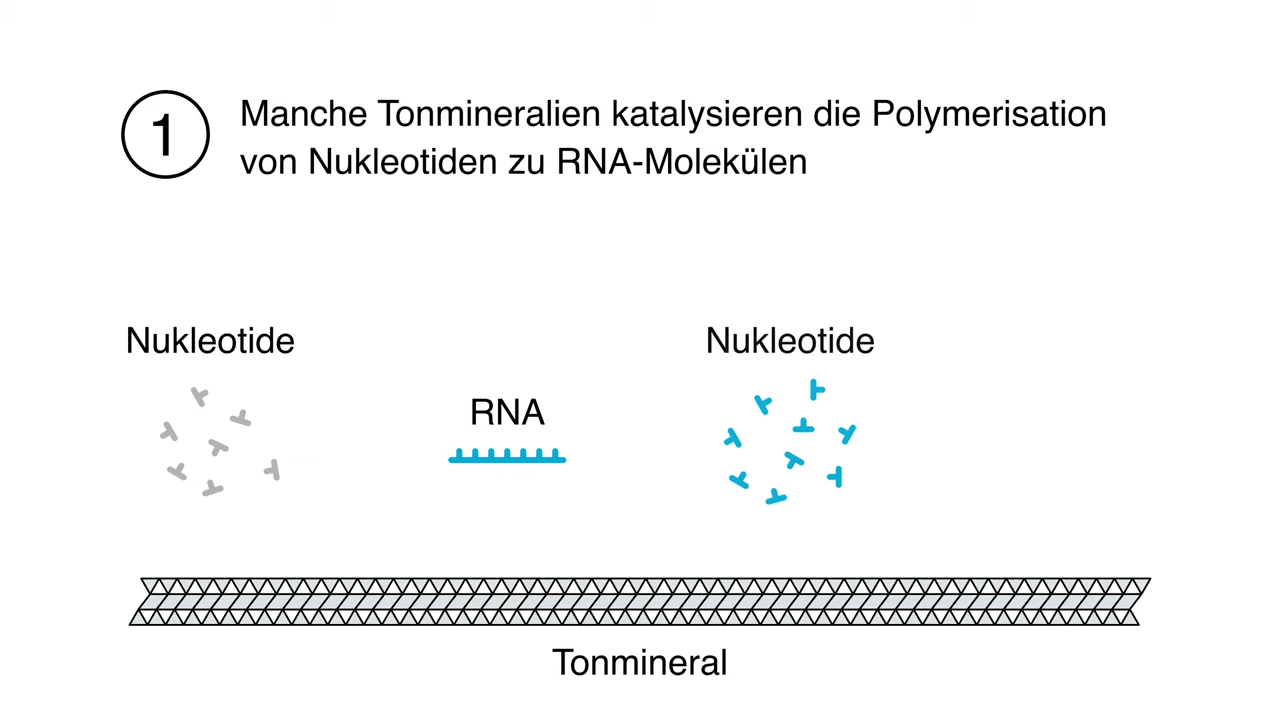 1
Manche Tonmineralien katalysieren die Polymerisation
von Nukleotiden zu RNA-Molekülen
Nukleotide
Nukleotide
RNA
Tonmineral